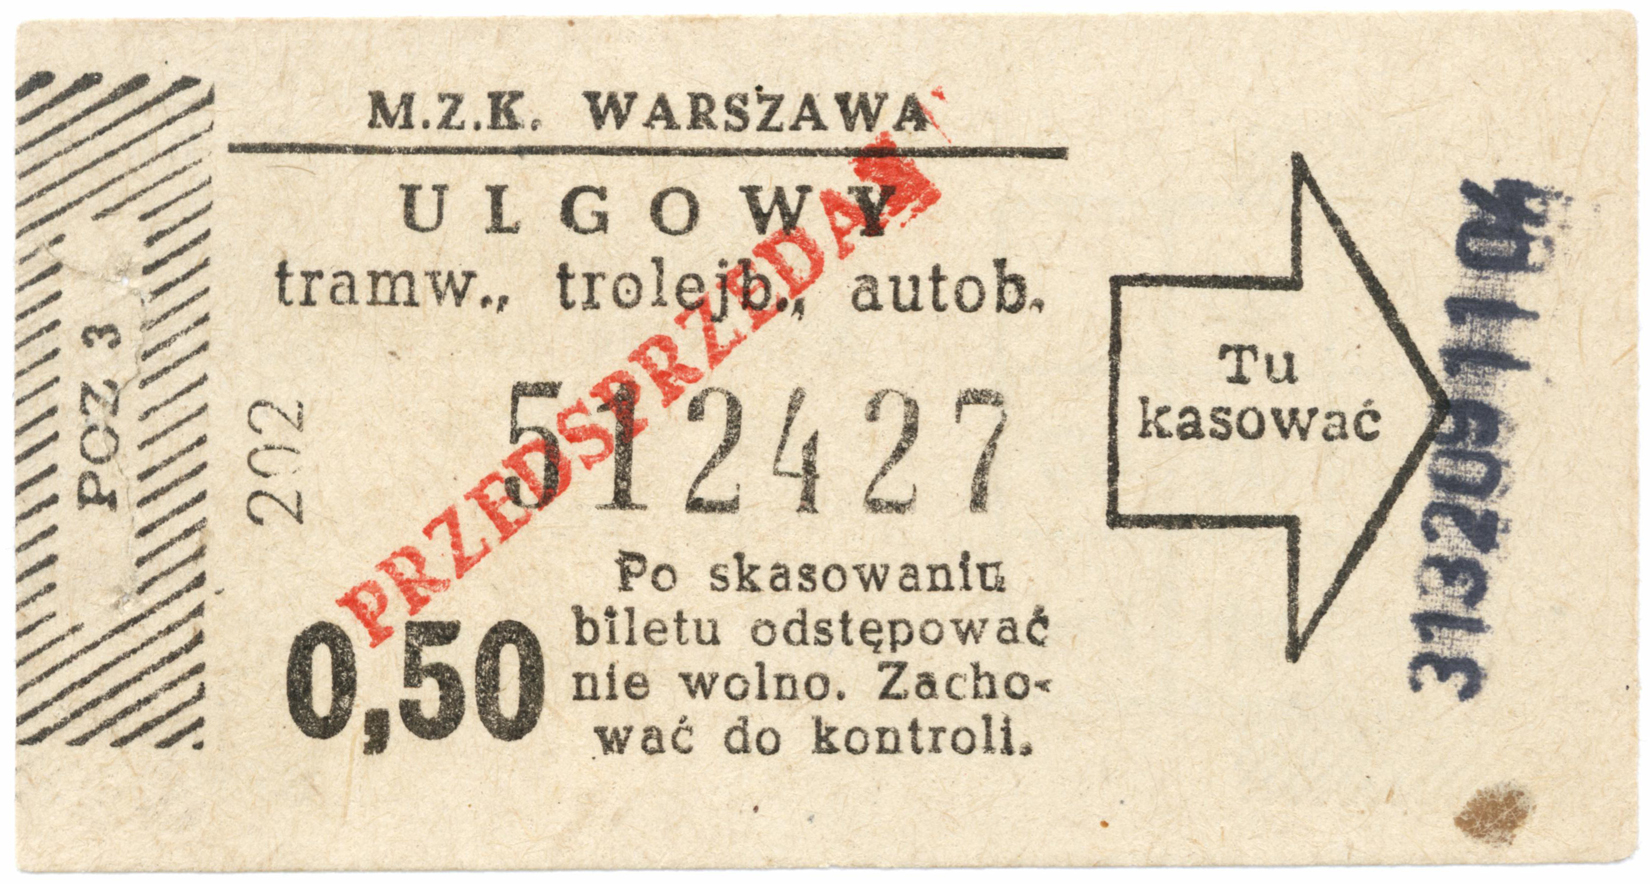 M.Z.K. WARSZAWA
ULGOWY
tramw., trolejb., autob.
PRZEDSPRZEDAŻ
POZ 3
202
512427
0,50
Po skasowaniu
biletu odstępować
nie wolno. Zacho-
wać do kontroli.
Tu
kasować